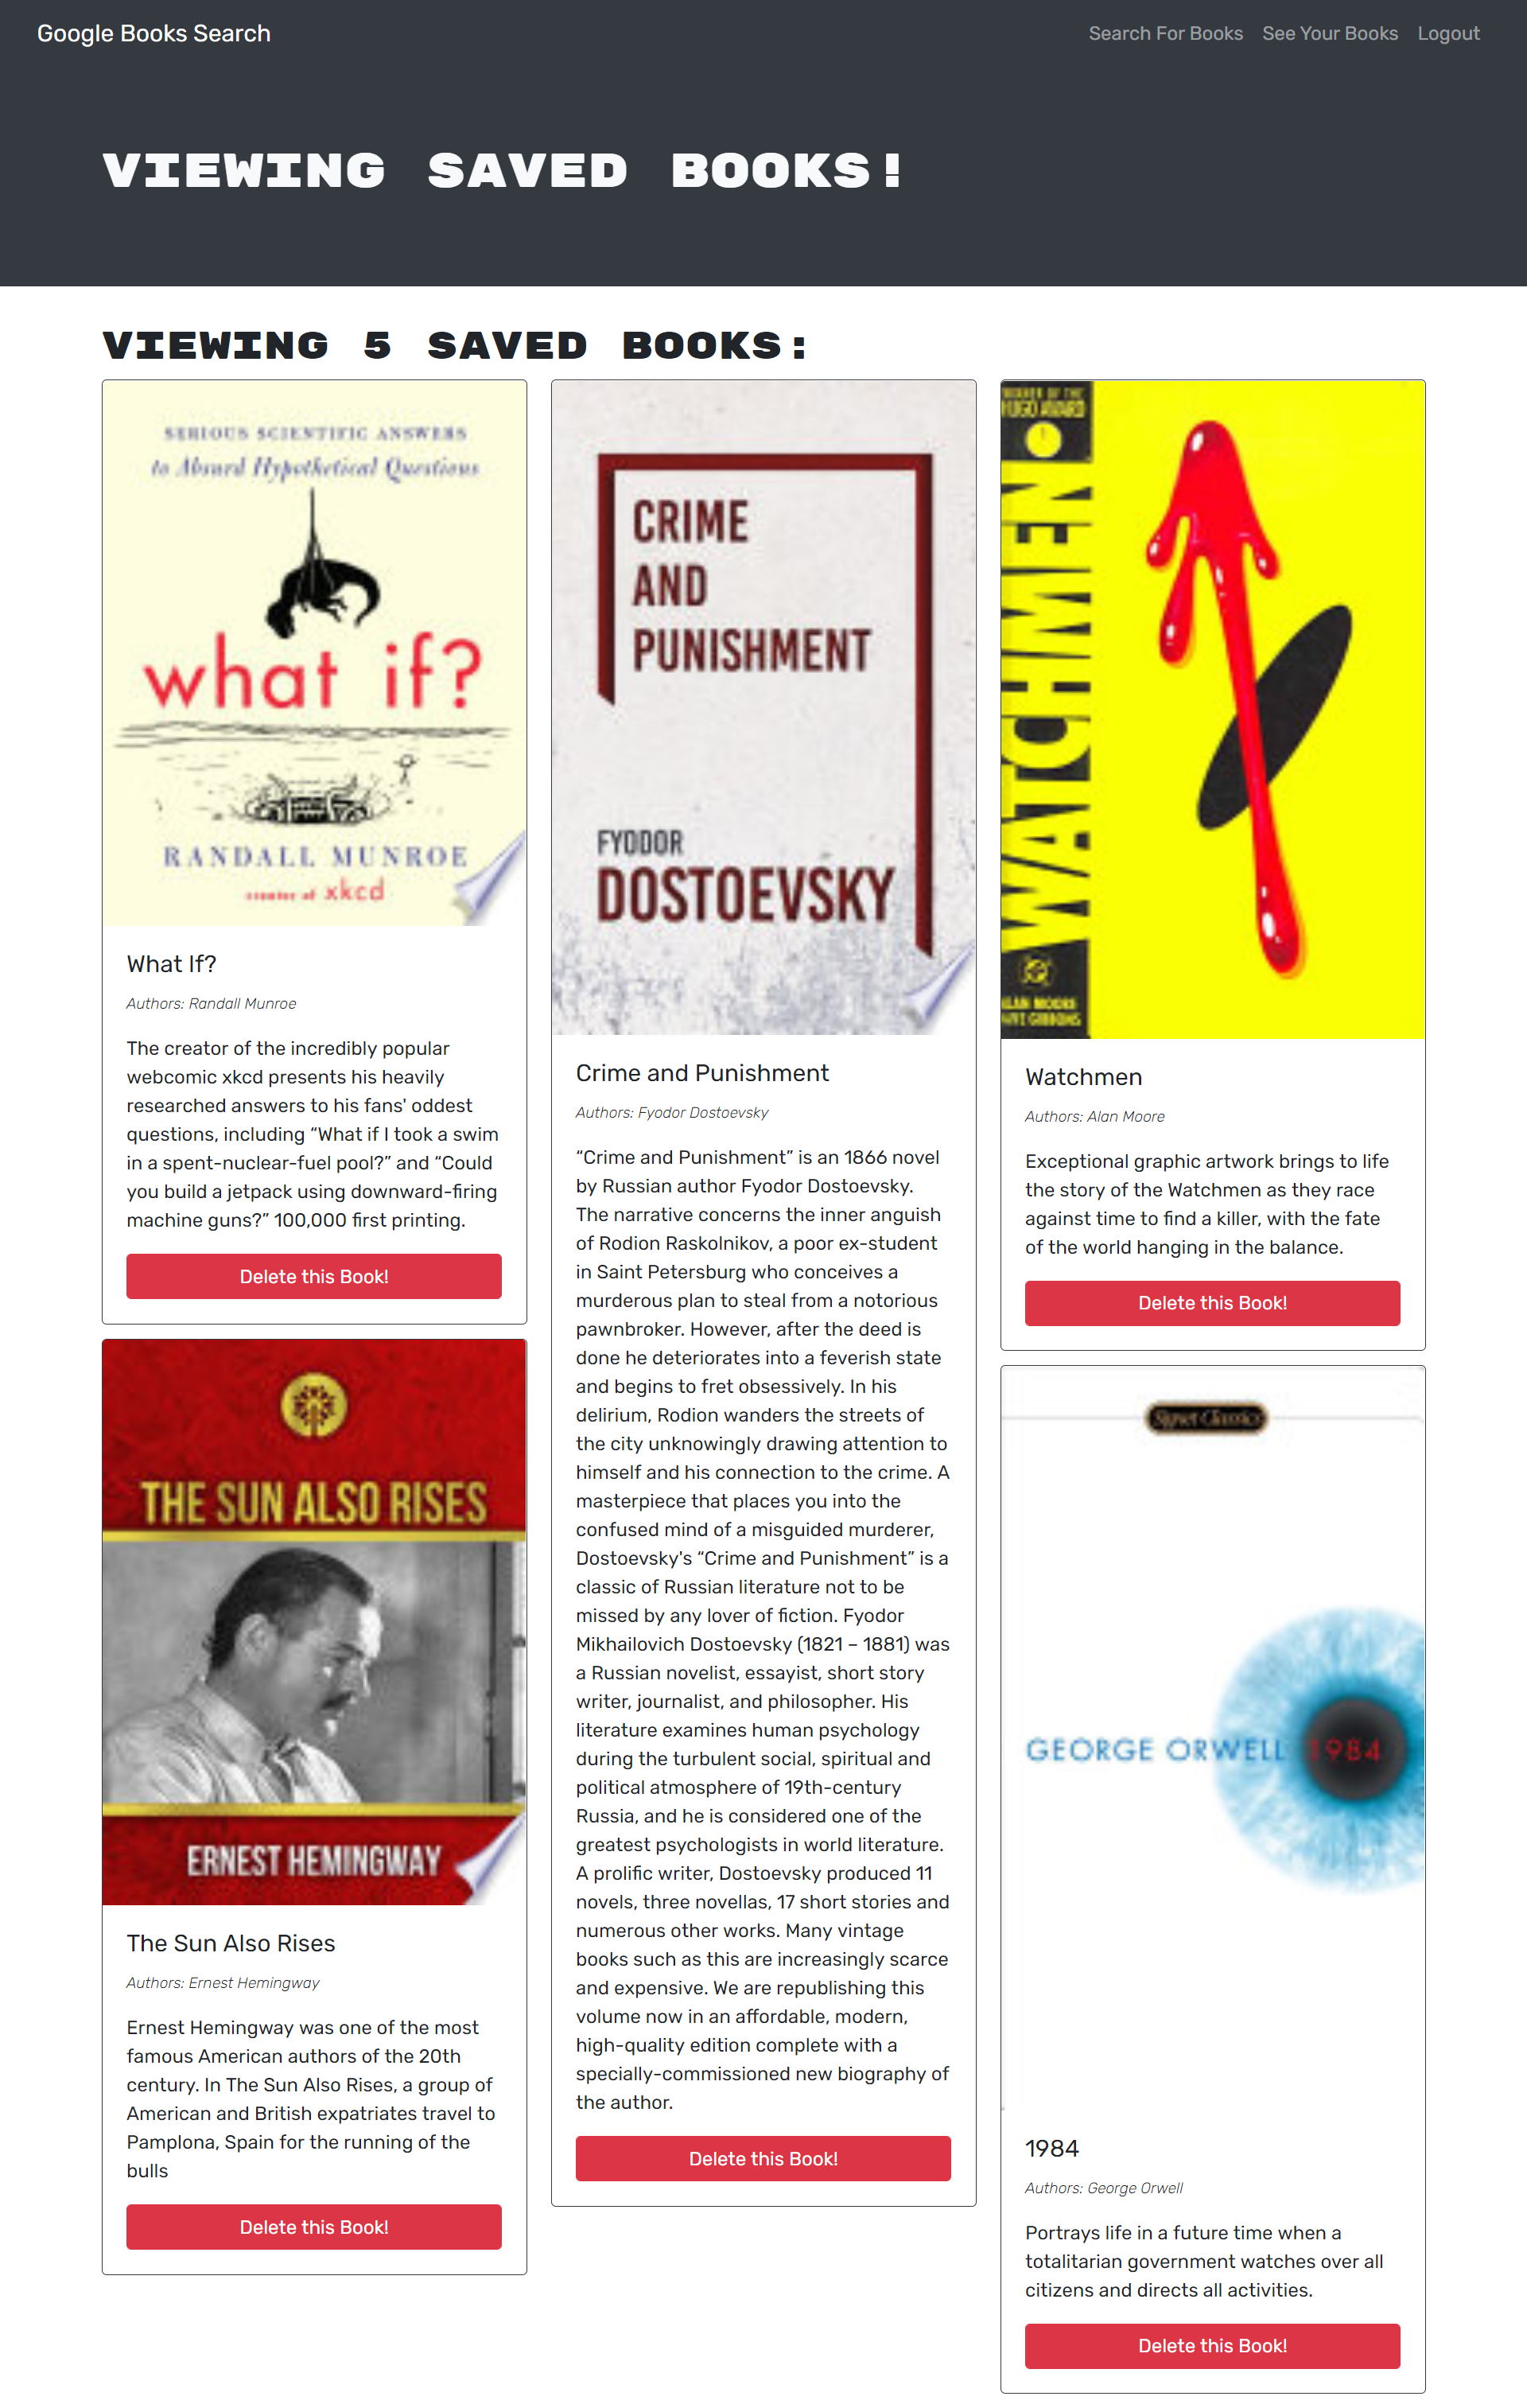 Google Books Search
Search For Books
See Your Books
Logout
VIEWING SAVED BOOKS!
VIEWING 5 SAVED BOOKS:
SERIOUS SCIENTIFIC ANSWERS
to Absurd Hypothetical Questions
what if?
RANDALL MUNROE
creator of xkcd
What If?
Authors: Randall Munroe
The creator of the incredibly popular
webcomic xkcd presents his heavily
researched answers to his fans' oddest
questions, including “What if I took a swim
in a spent-nuclear-fuel pool?” and “Could
you build a jetpack using downward-firing
machine guns?” 100,000 first printing.
Delete this Book!
THE SUN ALSO RISES
ERNEST HEMINGWAY
The Sun Also Rises
Authors: Ernest Hemingway
Ernest Hemingway was one of the most
famous American authors of the 20th
century. In The Sun Also Rises, a group of
American and British expatriates travel to
Pamplona, Spain for the running of the
bulls
Delete this Book!
CRIME
AND
PUNISHMENT
FYODOR
DOSTOEVSKY
Crime and Punishment
Authors: Fyodor Dostoevsky
“Crime and Punishment” is an 1866 novel
by Russian author Fyodor Dostoevsky.
The narrative concerns the inner anguish
of Rodion Raskolnikov, a poor ex-student
in Saint Petersburg who conceives a
murderous plan to steal from a notorious
pawnbroker. However, after the deed is
done he deteriorates into a feverish state
and begins to fret obsessively. In his
delirium, Rodion wanders the streets of
the city unknowingly drawing attention to
himself and his connection to the crime. A
masterpiece that places you into the
confused mind of a misguided murderer,
Dostoevsky's “Crime and Punishment” is a
classic of Russian literature not to be
missed by any lover of fiction. Fyodor
Mikhailovich Dostoevsky (1821 – 1881) was
a Russian novelist, essayist, short story
writer, journalist, and philosopher. His
literature examines human psychology
during the turbulent social, spiritual and
political atmosphere of 19th-century
Russia, and he is considered one of the
greatest psychologists in world literature.
A prolific writer, Dostoevsky produced 11
novels, three novellas, 17 short stories and
numerous other works. Many vintage
books such as this are increasingly scarce
and expensive. We are republishing this
volume now in an affordable, modern,
high-quality edition complete with a
specially-commissioned new biography of
the author.
Delete this Book!
WINNER OF THE
HUGO AWARD
WATCHMEN
ALAN MOORE
DAVE GIBBONS
Watchmen
Authors: Alan Moore
Exceptional graphic artwork brings to life
the story of the Watchmen as they race
against time to find a killer, with the fate
of the world hanging in the balance.
Delete this Book!
Signet Classics
GEORGE ORWELL 1984
1984
Authors: George Orwell
Portrays life in a future time when a
totalitarian government watches over all
citizens and directs all activities.
Delete this Book!